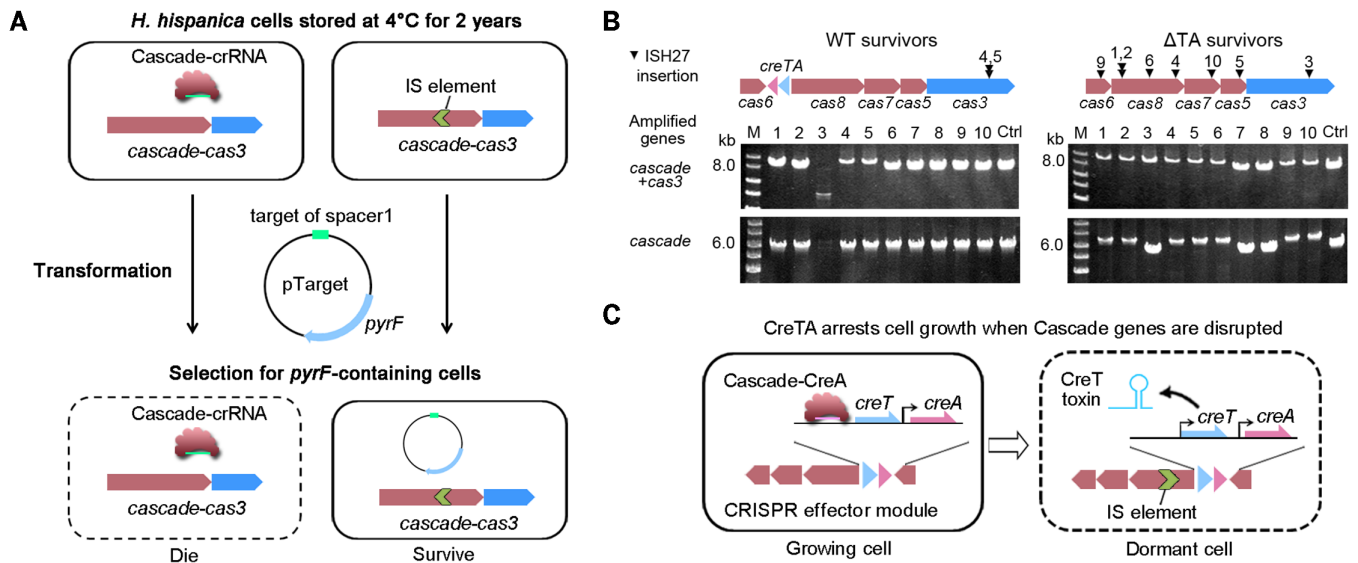 A
H. hispanica cells stored at 4°C for 2 years
Cascade-crRNA
cascade-cas3
IS element
cascade-cas3
target of spacer1
Transformation
pTarget
pyrF
Selection for pyrF-containing cells
Cascade-crRNA
cascade-cas3
cascade-cas3
Die
Survive
B
WT survivors
ΔTA survivors
ISH27
insertion
creTA
4,5
cas6
cas8
cas7
cas5
cas3
9
1,2
6
4
10
5
3
cas6
cas8
cas7
cas5
cas3
Amplified
genes
kb
M 1 2 3 4 5 6 7 8 9 10 Ctrl
kb
M 1 2 3 4 5 6 7 8 9 10 Ctrl
cascade
+cas3
8.0
8.0
cascade
6.0
6.0
C
CreTA arrests cell growth when Cascade genes are disrupted
Cascade-CreA
creT
creA
CRISPR effector module
Growing cell
CreT
toxin
creT
creA
IS element
Dormant cell